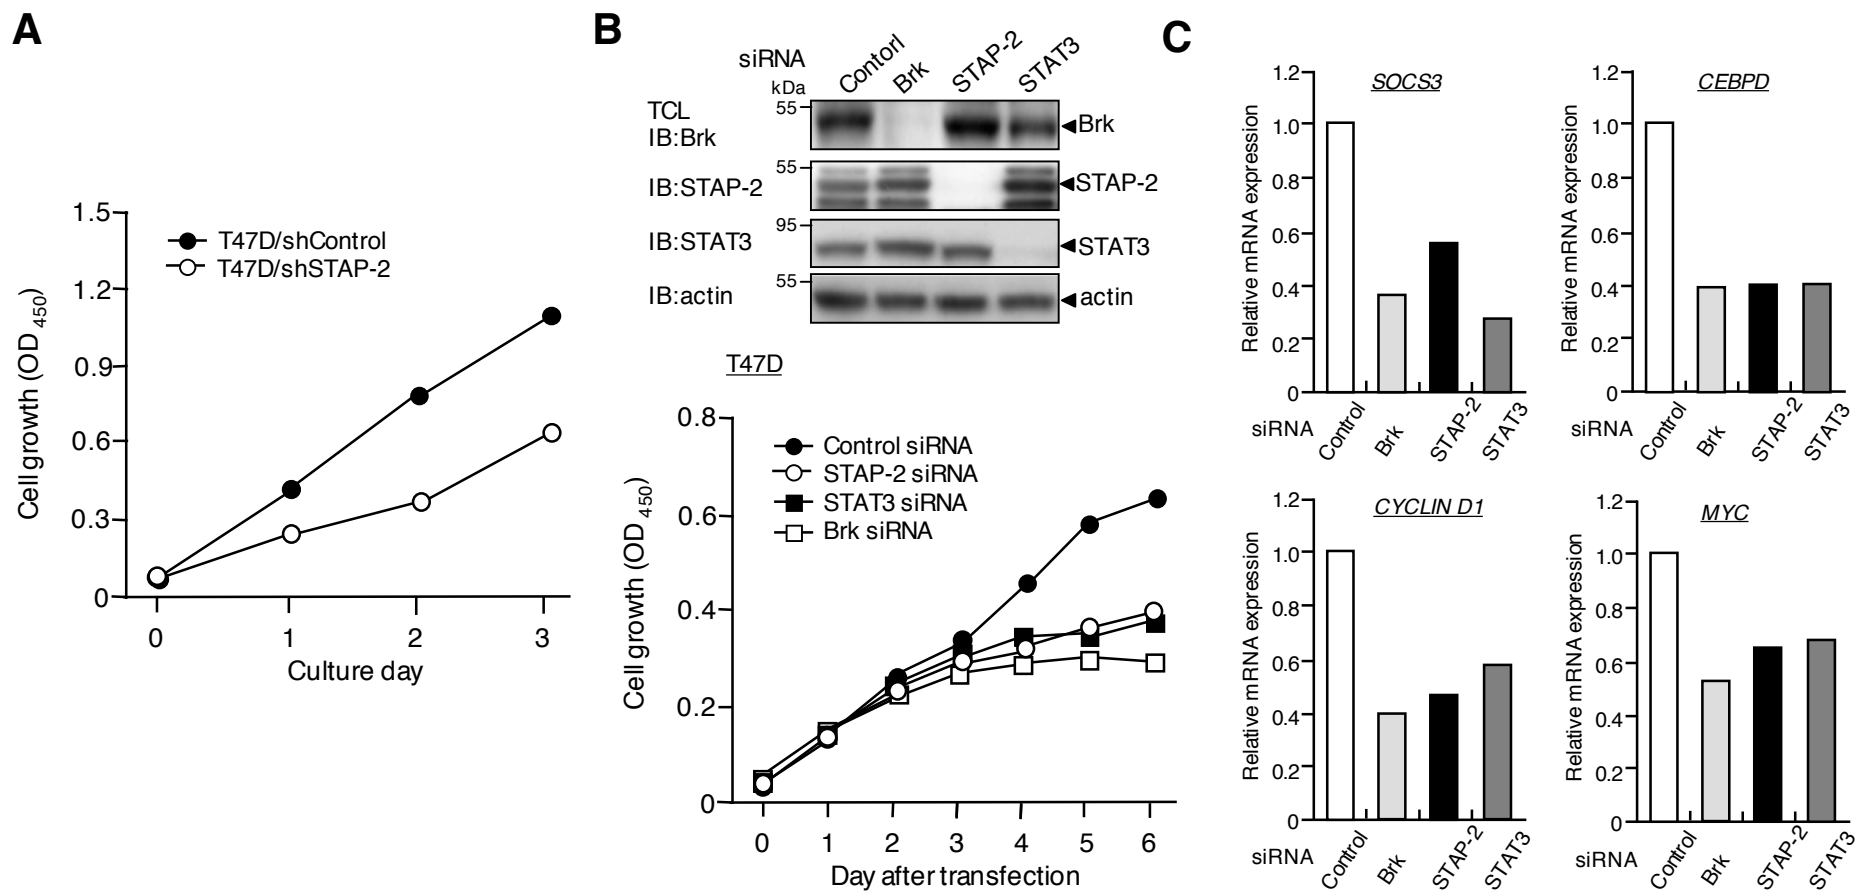 A
1.5
1.2
0.9
0.6
0.3
0
T47D/shControl
T47D/shSTAP-2
Cell growth (OD450)
0 1 2 3
Culture day
B
siRNA
Contorl Brk STAP-2 STAT3
kDa
TCL
IB:Brk
55
Brk
IB:STAP-2
55
STAP-2
IB:STAT3
95
STAT3
IB:actin
55
actin
T47D
0.8
0.6
0.4
0.2
0
Control siRNA
STAP-2 siRNA
STAT3 siRNA
Brk siRNA
Cell growth (OD450)
0 1 2 3 4 5 6
Day after transfection
C
SOCS3
1.2
1.0
0.8
0.6
0.4
0.2
0
Relative mRNA expression
siRNA
Control Brk STAP-2 STAT3
CEBPD
1.2
1.0
0.8
0.6
0.4
0.2
0
Relative mRNA expression
siRNA
Control Brk STAP-2 STAT3
CYCLIN D1
1.2
1.0
0.8
0.6
0.4
0.2
0
Relative mRNA expression
siRNA
Control Brk STAP-2 STAT3
MYC
1.2
1.0
0.8
0.6
0.4
0.2
0
Relative mRNA expression
siRNA
Control Brk STAP-2 STAT3